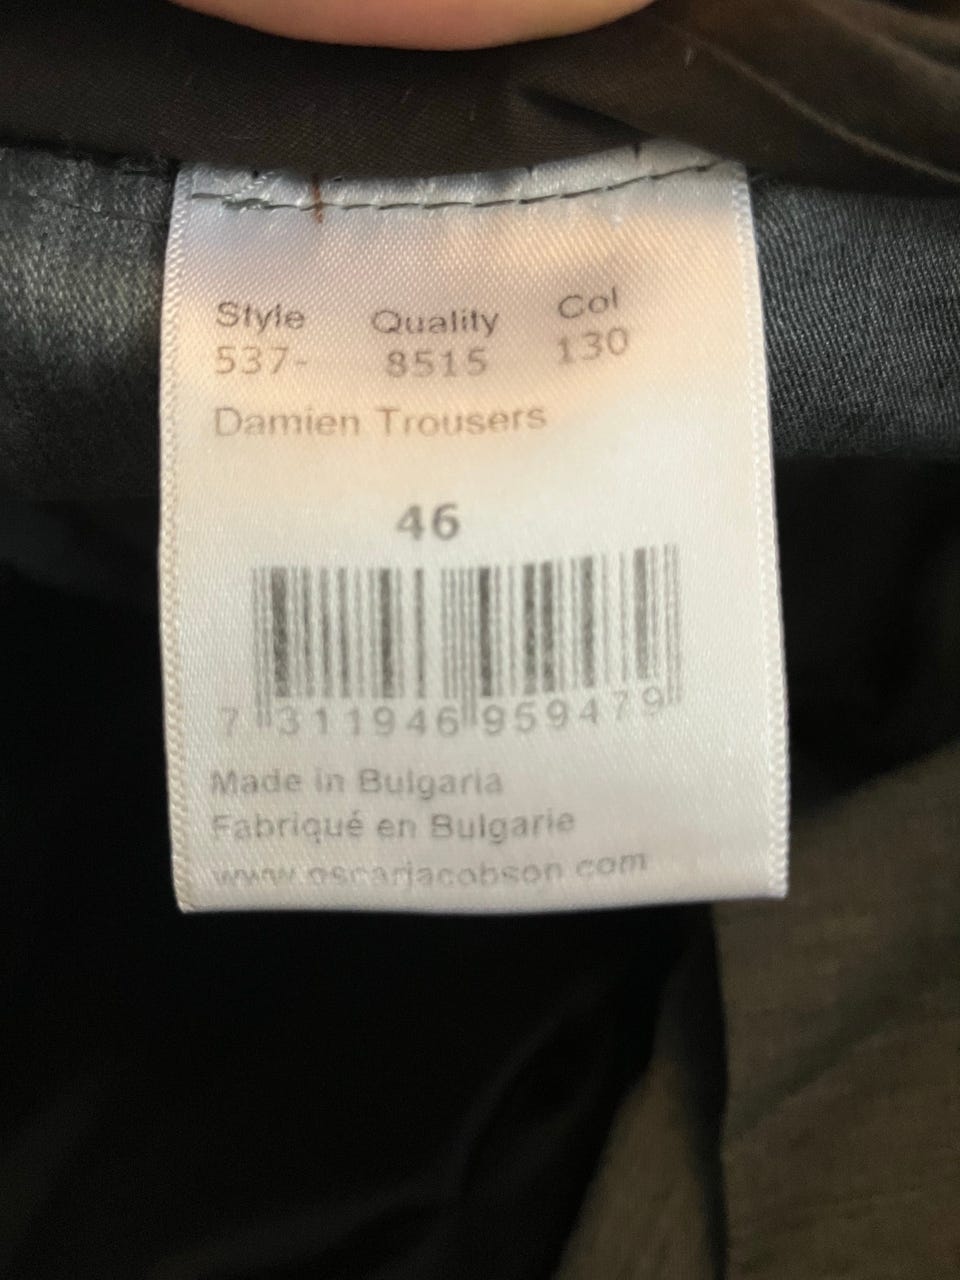 Style Quality Col
537- 8515 130
Damien Trousers
46
7 311946 959479
Made in Bulgaria
Fabriqué en Bulgarie
www.oscarjacobson.com